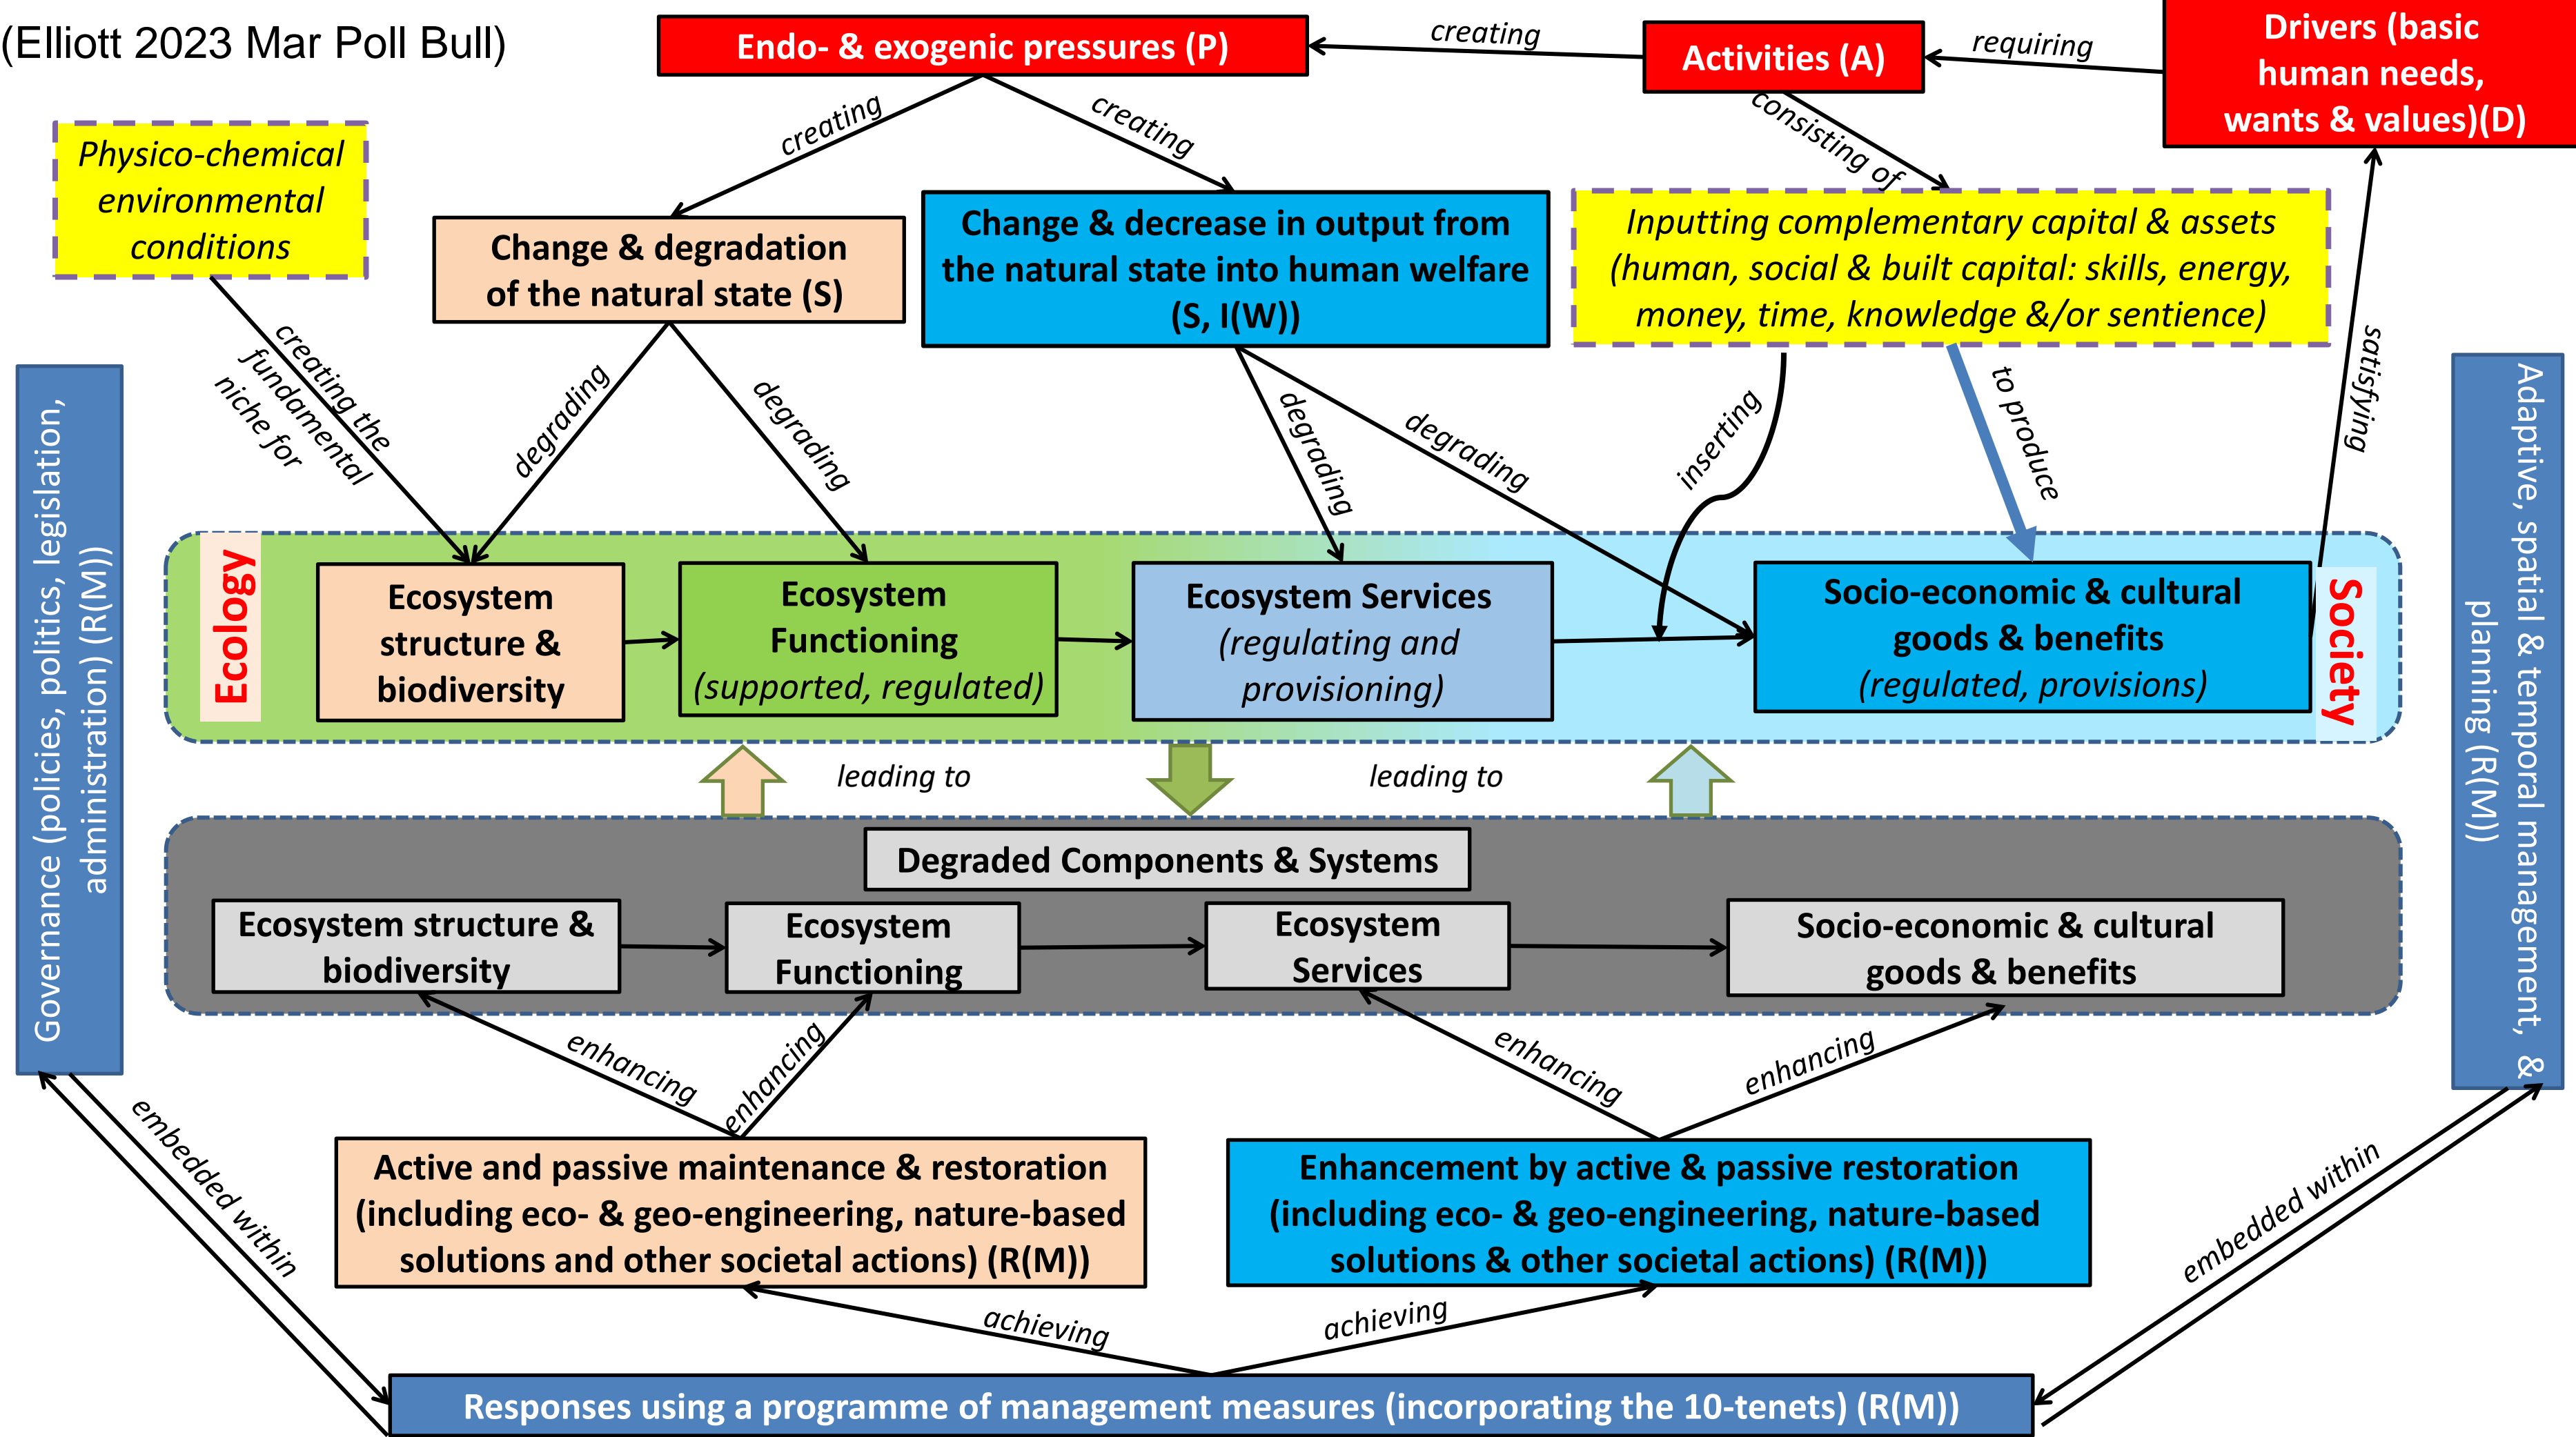 (Elliott 2023 Mar Poll Bull)
Endo- & exogenic pressures (P)
creating
Activities (A)
requiring
Drivers (basic
human needs,
wants & values)(D)
creating
creating
consisting of
Physico-chemical
environmental
conditions
Change & degradation
of the natural state (S)
Change & decrease in output from
the natural state into human welfare
(S, I(W))
Inputting complementary capital & assets
(human, social & built capital: skills, energy,
money, time, knowledge &/or sentience)
creating the
fundamental
niche for
degrading
degrading
degrading
degrading
inserting
to produce
satisfying
Governance (policies, politics, legislation,
administration) (R(M))
Adaptive, spatial & temporal management, &
planning (R(M))
Ecology
Ecosystem
structure &
biodiversity
Ecosystem
Functioning
(supported, regulated)
Ecosystem Services
(regulating and
provisioning)
Socio-economic & cultural
goods & benefits
(regulated, provisions)
Society
leading to
leading to
Degraded Components & Systems
Ecosystem structure &
biodiversity
Ecosystem
Functioning
Ecosystem
Services
Socio-economic & cultural
goods & benefits
enhancing
enhancing
enhancing
enhancing
embedded within
embedded within
Active and passive maintenance & restoration
(including eco- & geo-engineering, nature-based
solutions and other societal actions) (R(M))
Enhancement by active & passive restoration
(including eco- & geo-engineering, nature-based
solutions & other societal actions) (R(M))
achieving
achieving
Responses using a programme of management measures (incorporating the 10-tenets) (R(M))